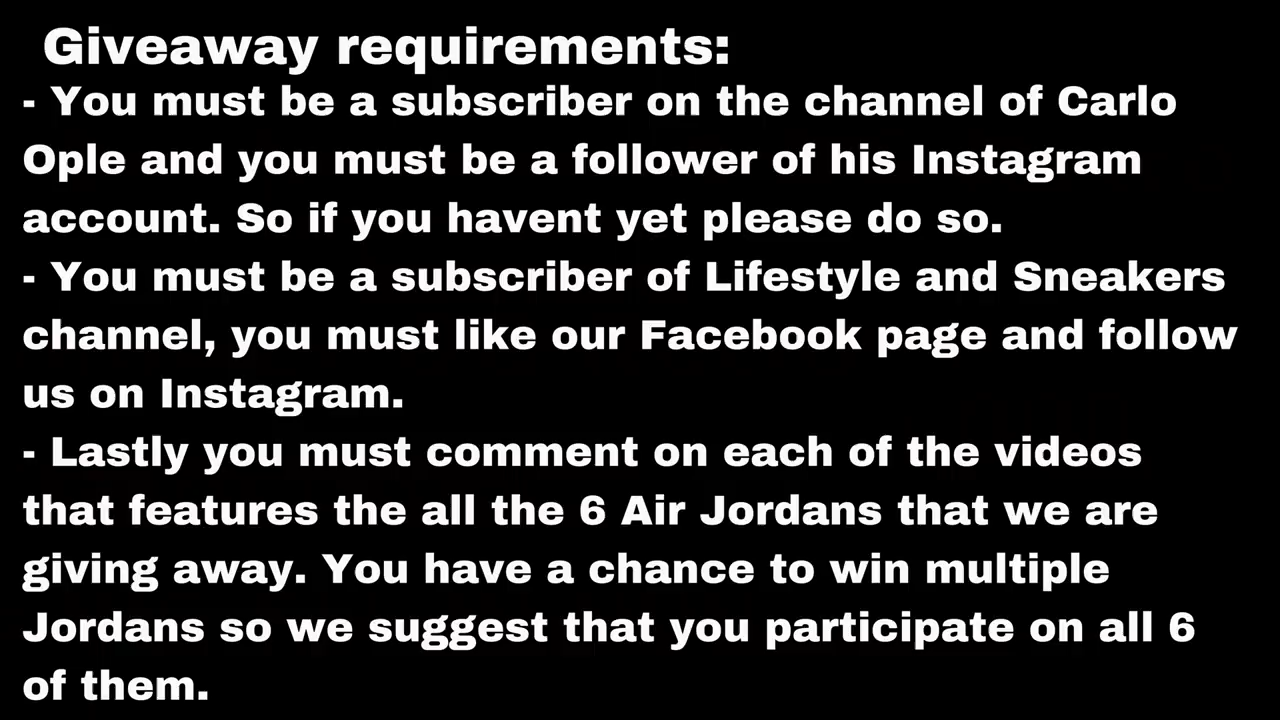 Giveaway requirements:
- You must be a subscriber on the channel of Carlo
Ople and you must be a follower of his Instagram
account. So if you havent yet please do so.
- You must be a subscriber of Lifestyle and Sneakers
channel, you must like our Facebook page and follow
us on Instagram.
- Lastly you must comment on each of the videos
that features the all the 6 Air Jordans that we are
giving away. You have a chance to win multiple
Jordans so we suggest that you participate on all 6
of them.